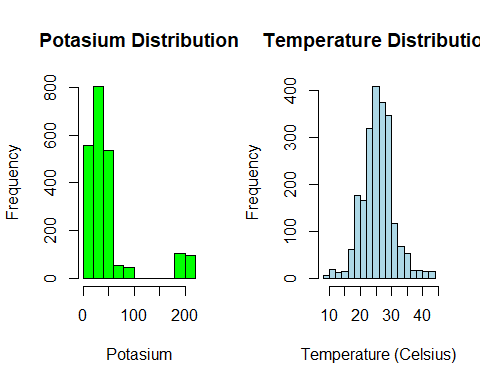 Potasium Distribution
Frequency
0 200 400 600 800
0 100 200
Potassium
Temperature Distributio
Frequency
0 100 200 300 400
10 20 30 40
Temperature (Celsius)